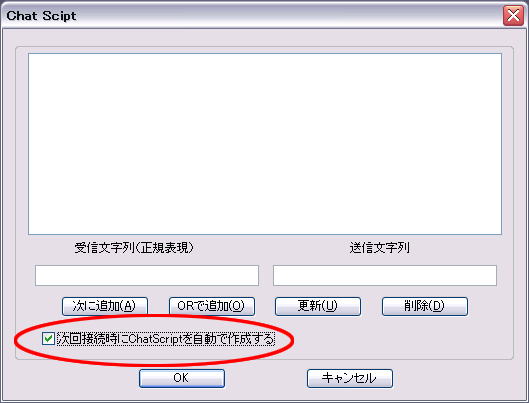 Chat Scipt
受信文字列(正規表現)
送信文字列
次に追加(A)
ORで追加(O)
更新(U)
削除(D)
次回接続時にChatScriptを自動で作成する
OK
キャンセル